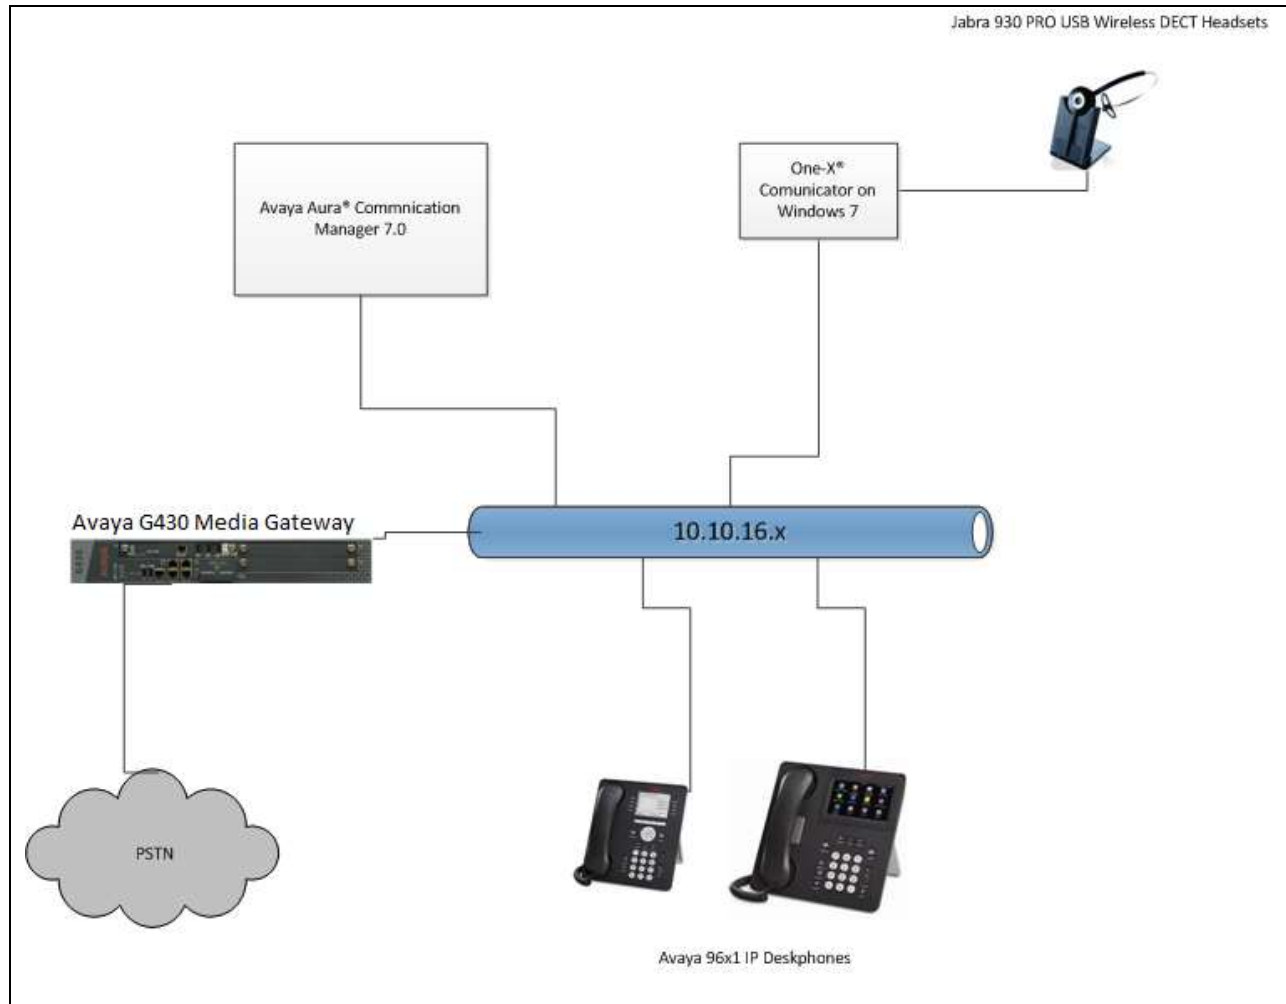 Jabra 930 PRO USB Wireless DECT Headsets
One-X®
Comunicator on
Windows 7
Avaya Aura® Commnication
Manager 7.0
Avaya G430 Media Gateway
10.10.16.x
PSTN
Avaya 96x1 IP Deskphones